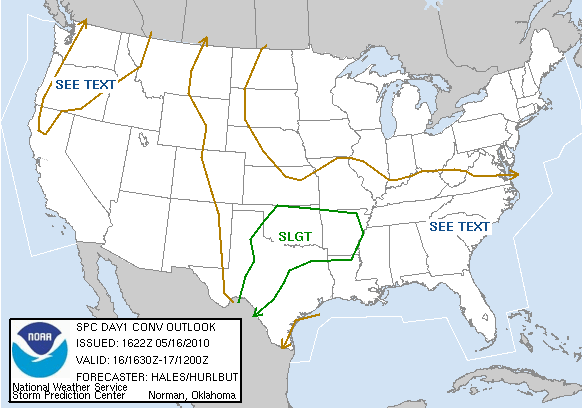 SEE TEXT
SLGT
SEE TEXT
NOAA
SPC DAY1 CONV OUTLOOK
ISSUED: 1622Z 05/16/2010
VALID: 16/1630Z-17/1200Z
FORECASTER: HALES/HURLBUT
National Weather Service
Storm Prediction Center Norman, Oklahoma